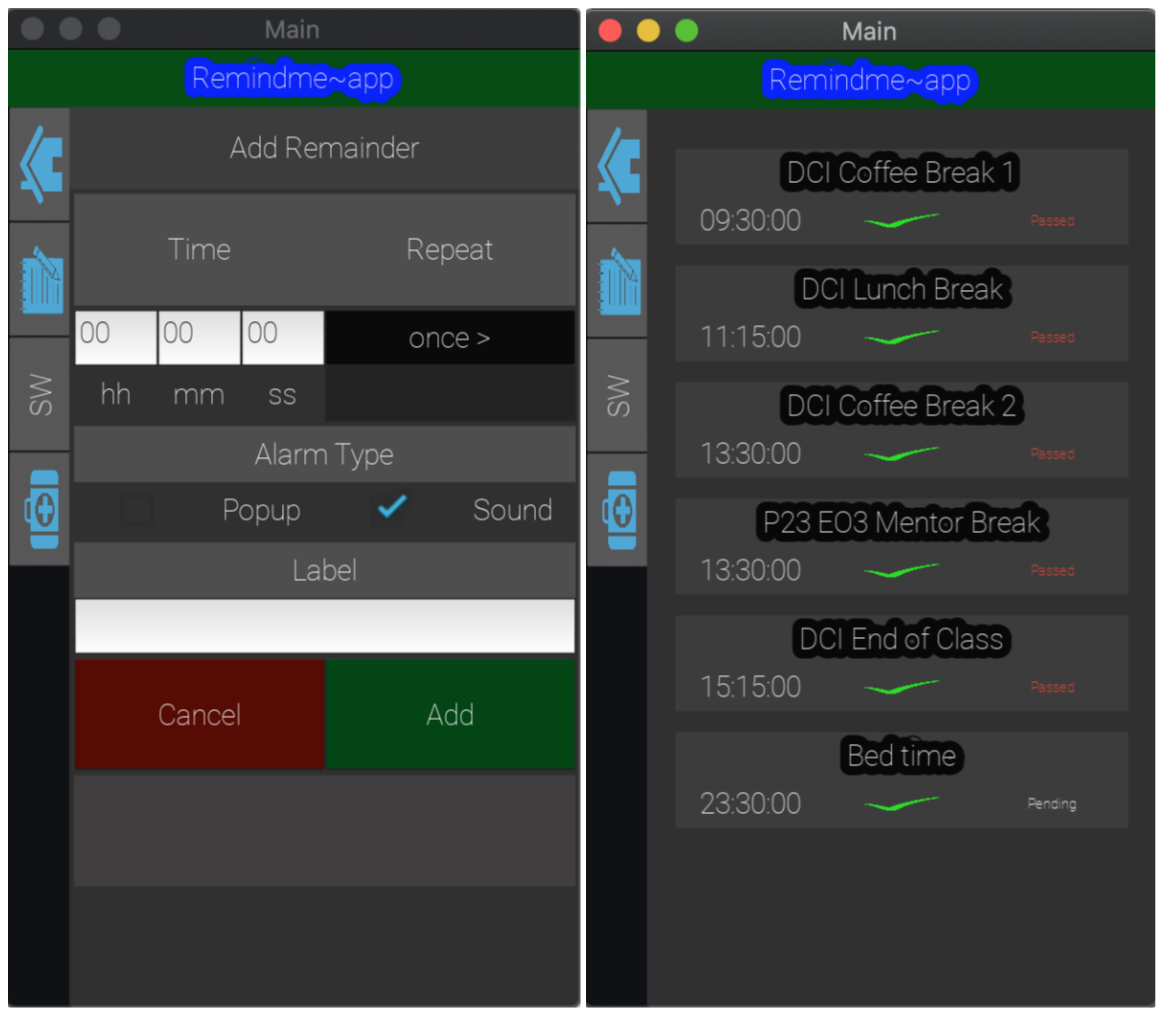 Main
Remindme~app
Add Remainder
Time Repeat
00 00 00 once >
hh mm ss
SW
Alarm Type
Popup Sound
Label
Cancel Add
Main
Remindme~app
SW
DCI Coffee Break 1
09:30:00 Passed
DCI Lunch Break
11:15:00 Passed
DCI Coffee Break 2
13:30:00 Passed
P23 EO3 Mentor Break
13:30:00 Passed
DCI End of Class
15:15:00 Passed
Bed time
23:30:00 Pending